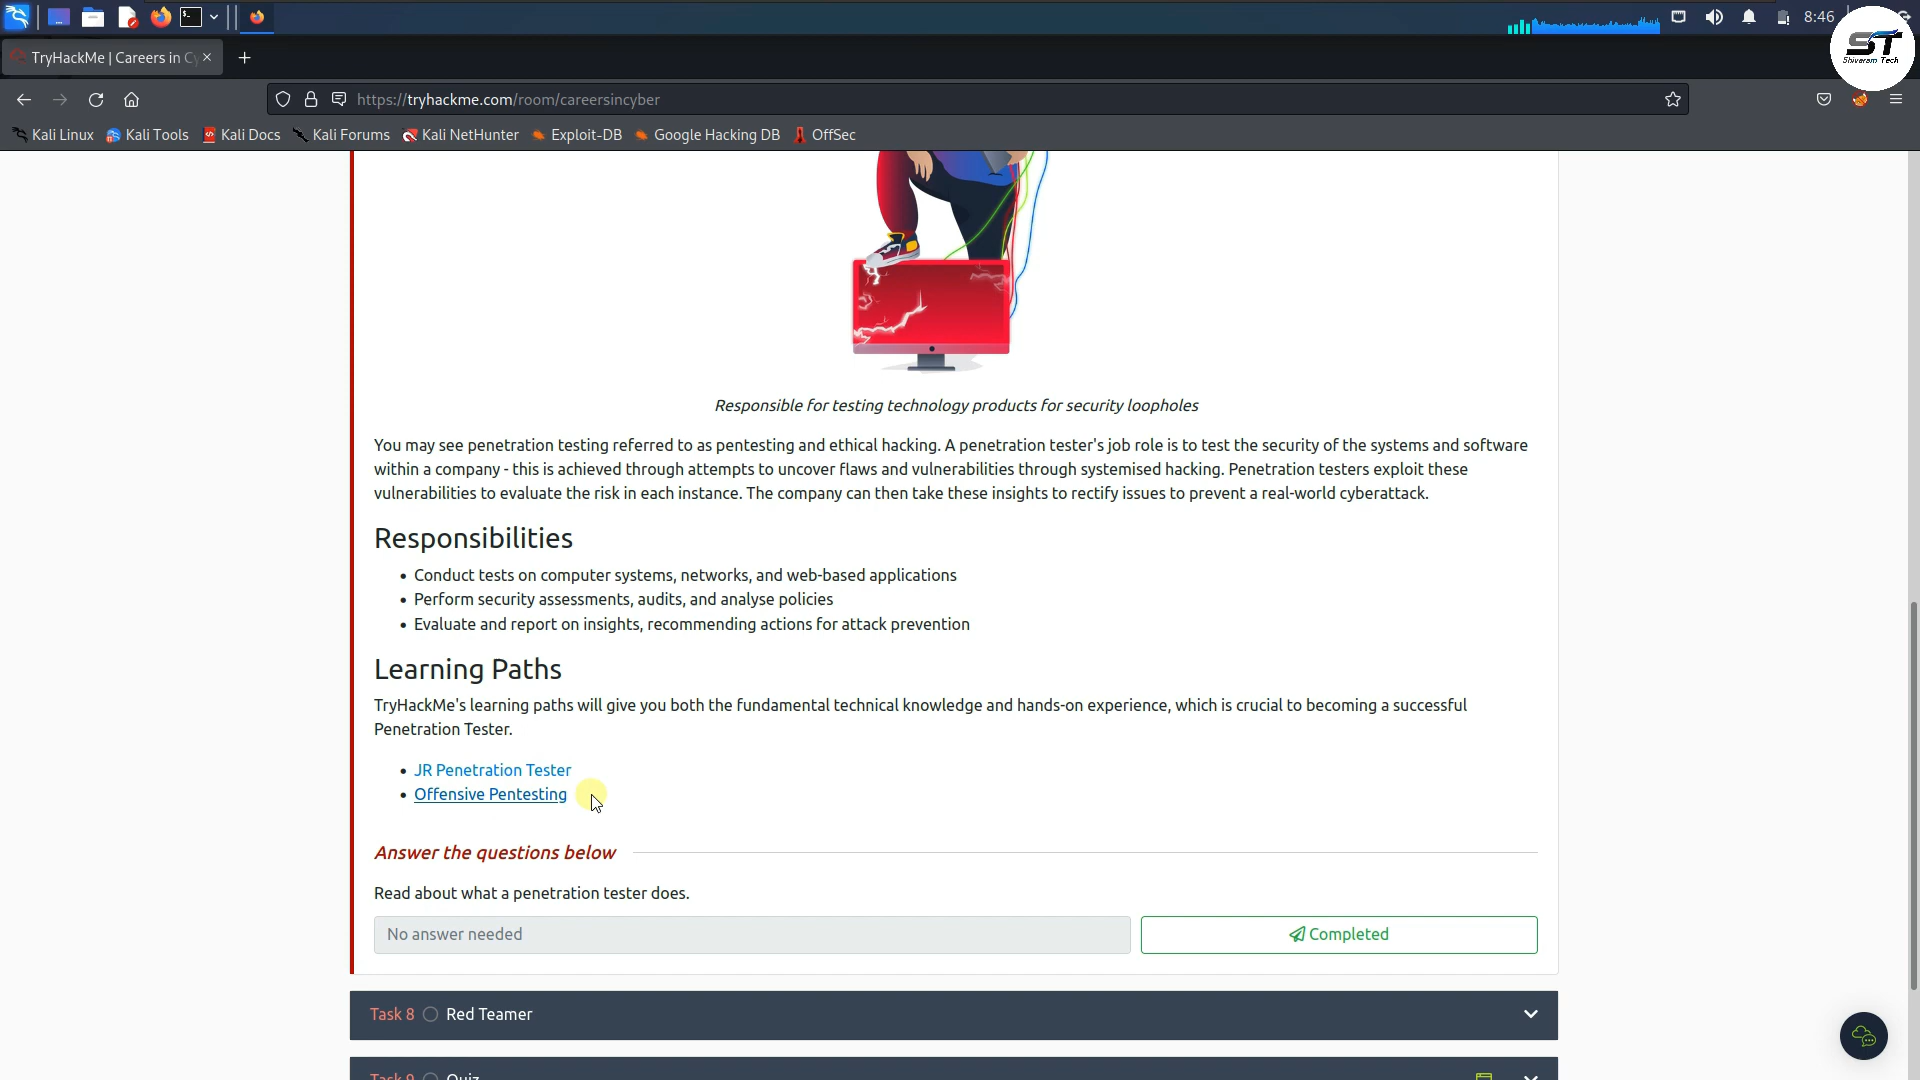 8:46
ST
Shivaram Tech
TryHackMe | Careers in Cy
https://tryhackme.com/room/careersincyber
Kali Linux Kali Tools Kali Docs Kali Forums Kali NetHunter Exploit-DB Google Hacking DB OffSec
Responsible for testing technology products for security loopholes
You may see penetration testing referred to as pentesting and ethical hacking. A penetration tester's job role is to test the security of the systems and software
within a company - this is achieved through attempts to uncover flaws and vulnerabilities through systemised hacking. Penetration testers exploit these
vulnerabilities to evaluate the risk in each instance. The company can then take these insights to rectify issues to prevent a real-world cyberattack.
Responsibilities
• Conduct tests on computer systems, networks, and web-based applications
• Perform security assessments, audits, and analyse policies
• Evaluate and report on insights, recommending actions for attack prevention
Learning Paths
TryHackMe's learning paths will give you both the fundamental technical knowledge and hands-on experience, which is crucial to becoming a successful
Penetration Tester.
• JR Penetration Tester
• Offensive Pentesting
Answer the questions below
Read about what a penetration tester does.
No answer needed
Completed
Task 8 Red Teamer
Task 9 Quiz